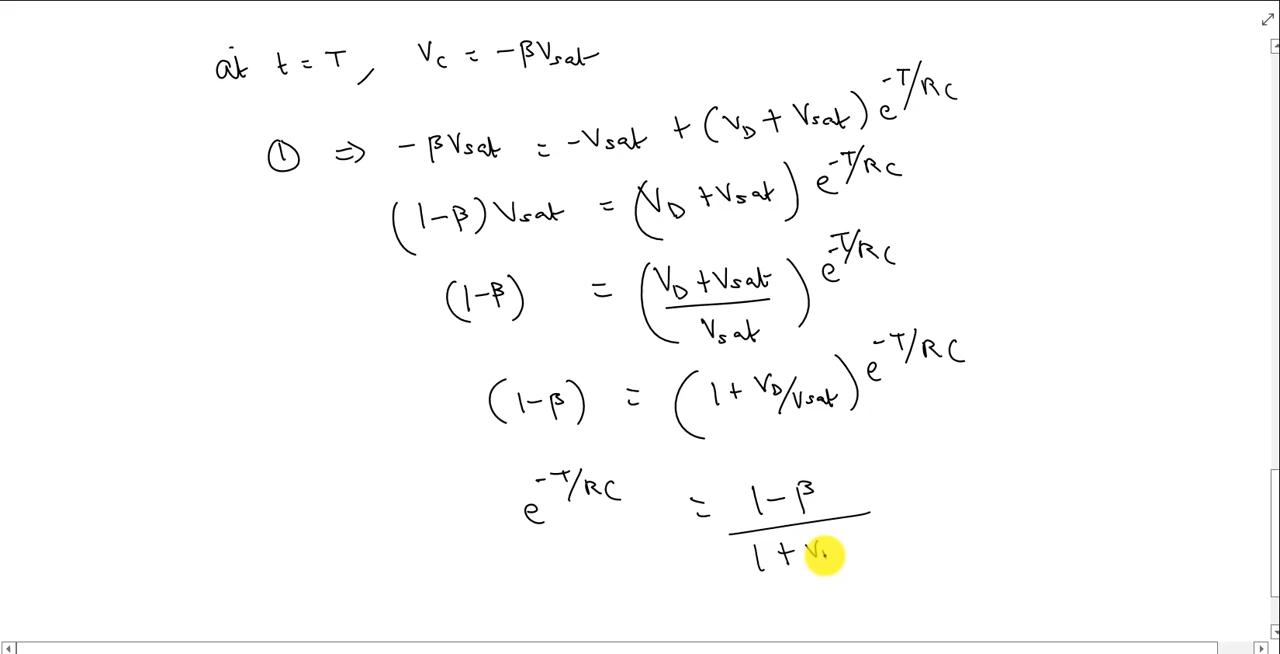 at t = T, Vc = -βVsat
① => -βVsat = -Vsat + (VD + Vsat) e^-T/RC
(1-β) Vsat = (VD + Vsat) e^-T/RC
(1-β) = (VD + Vsat / Vsat) e^-T/RC
(1-β) = (1 + VD/Vsat) e^-T/RC
e^-T/RC = 1-β
1 + V